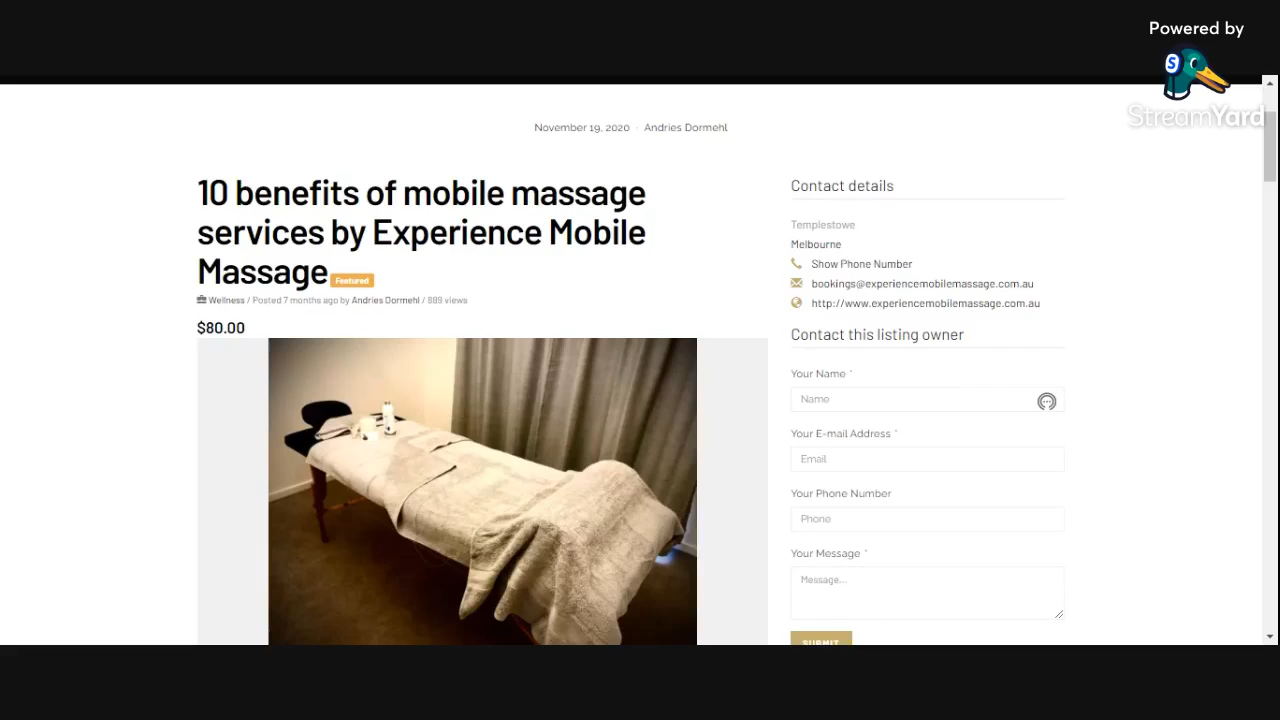 Powered by
StreamYard
November 19, 2020 · Andries Dormehl
10 benefits of mobile massage
services by Experience Mobile
Massage Featured
Wellness / Posted 7 months ago by Andries Dormehl / 889 views
$80.00
Contact details
Templestowe
Melbourne
Show Phone Number
bookings@experiencemobilemassage.com.au
http://www.experiencemobilemassage.com.au
Contact this listing owner
Your Name *
Name
Your E-mail Address *
Email
Your Phone Number
Phone
Your Message *
Message...
SUBMIT